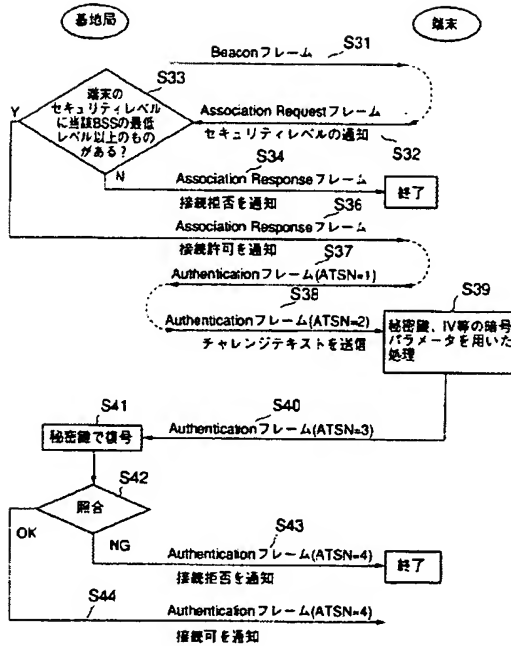 基地局
端末
Beaconフレーム
S31
S33
端末の
セキュリティレベル
に当該BSSの最低
レベル以上のもの
がある?
Y
N
Association Requestフレーム
セキュリティレベルの通知
S32
S34
Association Responseフレーム
接続拒否を通知
終了
S36
Association Responseフレーム
接続許可を通知
S37
Authenticationフレーム(ATSN=1)
S38
Authenticationフレーム(ATSN=2)
チャレンジテキストを送信
S39
秘密鍵、IV等の暗号
パラメータを用いた
処理
S40
Authenticationフレーム(ATSN=3)
S41
秘密鍵で復号
S42
照合
OK
NG
S43
Authenticationフレーム(ATSN=4)
接続拒否を通知
終了
S44
Authenticationフレーム(ATSN=4)
接続可を通知